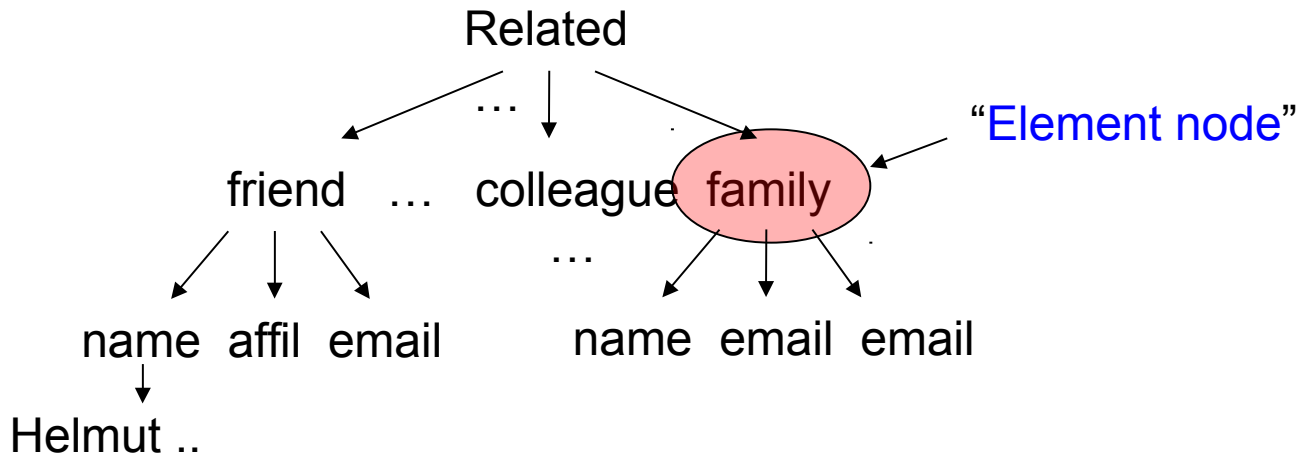 Related
…
“Element node”
friend … colleague family
…
name affil email name email email
Helmut ..